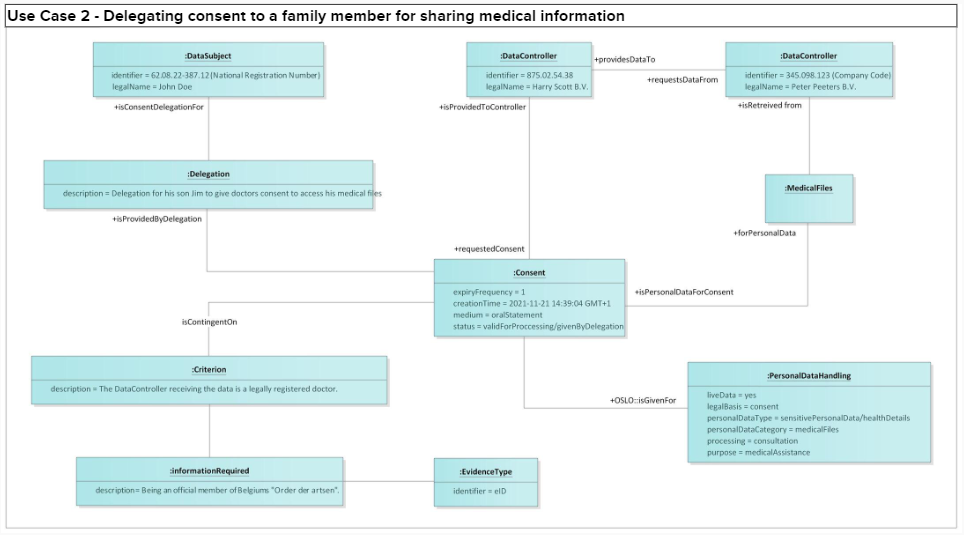 Use Case 2 - Delegating consent to a family member for sharing medical information
:DataSubject
identifier = 62.08.22-387.12 (National Registration Number)
legalName = John Doe
:DataController
identifier = 875.02.54.38
legalName = Harry Scott B.V.
+providesDataTo
+requestsDataFrom
:DataController
identifier = 345.098.123 (Company Code)
legalName = Peter Peeters B.V.
+isConsentDelegationFor
+isProvidedToController
+isRetreived from
:Delegation
description = Delegation for his son Jim to give doctors consent to access his medical files
:MedicalFiles
+isProvidedByDelegation
+forPersonalData
+requestedConsent
:Consent
expiryFrequency = 1
creationTime = 2021-11-21 14:39:04 GMT+1
medium = oralStatement
status = validForProccessing/givenByDelegation
+isPersonalDataForConsent
isContingentOn
:Criterion
description = The DataController receiving the data is a legally registered doctor.
+OSLO::isGivenFor
:PersonalDataHandling
liveData = yes
legalBasis = consent
personalDataType = sensitivePersonalData/healthDetails
personalDataCategory = medicalFiles
processing = consultation
purpose = medicalAssistance
:informationRequired
description= Being an official member of Belgiums "Order der artsen".
:EvidenceType
identifier = eID